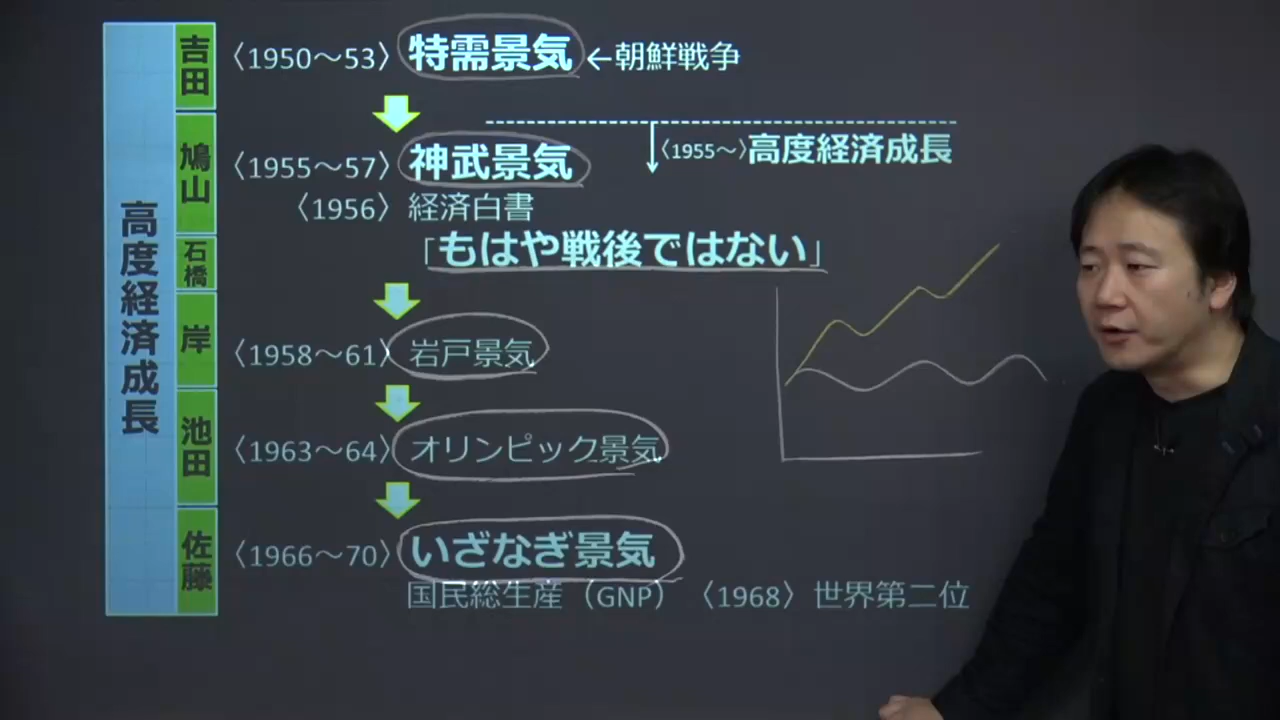 高度経済成長
吉田
〈1950～53〉特需景気←朝鮮戦争
鳩山
〈1955～57〉神武景気
〈1955～〉高度経済成長
〈1956〉経済白書
「もはや戦後ではない」
石橋
岸
〈1958～61〉岩戸景気
池田
〈1963～64〉オリンピック景気
佐藤
〈1966～70〉いざなぎ景気
国民総生産（GNP）〈1968〉世界第二位